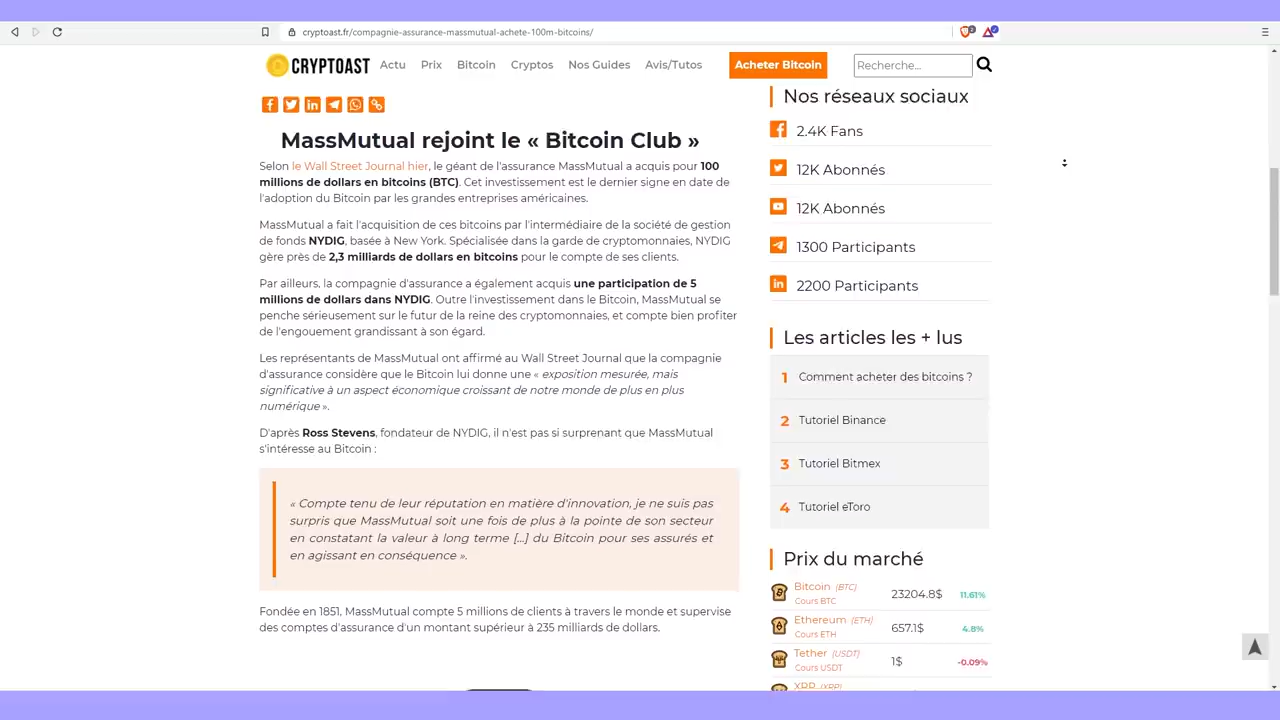 cryptoast.fr/compagnie-assurance-massmutual-achete-100m-bitcoins/
CRYPTOAST Actu Prix Bitcoin Cryptos Nos Guides Avis/Tutos Acheter Bitcoin Recherche...
MassMutual rejoint le « Bitcoin Club »
Selon le Wall Street Journal hier, le géant de l'assurance MassMutual a acquis pour 100
millions de dollars en bitcoins (BTC). Cet investissement est le dernier signe en date de
l'adoption du Bitcoin par les grandes entreprises américaines.
MassMutual a fait l'acquisition de ces bitcoins par l'intermédiaire de la société de gestion
de fonds NYDIG, basée à New York. Spécialisée dans la garde de cryptomonnaies, NYDIG
gère près de 2,3 milliards de dollars en bitcoins pour le compte de ses clients.
Par ailleurs, la compagnie d'assurance a également acquis une participation de 5
millions de dollars dans NYDIG. Outre l'investissement dans le Bitcoin, MassMutual se
penche sérieusement sur le futur de la reine des cryptomonnaies, et compte bien profiter
de l'engouement grandissant à son égard.
Les représentants de MassMutual ont affirmé au Wall Street Journal que la compagnie
d'assurance considère que le Bitcoin lui donne une « exposition mesurée, mais
significative à un aspect économique croissant de notre monde de plus en plus
numérique ».
D'après Ross Stevens, fondateur de NYDIG, il n'est pas si surprenant que MassMutual
s'intéresse au Bitcoin :
« Compte tenu de leur réputation en matière d'innovation, je ne suis pas
surpris que MassMutual soit une fois de plus à la pointe de son secteur
en constatant la valeur à long terme [...] du Bitcoin pour ses assurés et
en agissant en conséquence ».
Fondée en 1851, MassMutual compte 5 millions de clients à travers le monde et supervise
des comptes d'assurance d'un montant supérieur à 235 milliards de dollars.
Nos réseaux sociaux
2.4K Fans
12K Abonnés
12K Abonnés
1300 Participants
2200 Participants
Les articles les + lus
1 Comment acheter des bitcoins ?
2 Tutoriel Binance
3 Tutoriel Bitmex
4 Tutoriel eToro
Prix du marché
Bitcoin (BTC) 23204.8$ 11.61%
Cours BTC
Ethereum (ETH) 657.1$ 4.8%
Cours ETH
Tether (USDT) 1$ -0.09%
Cours USDT
XRP (XRP)